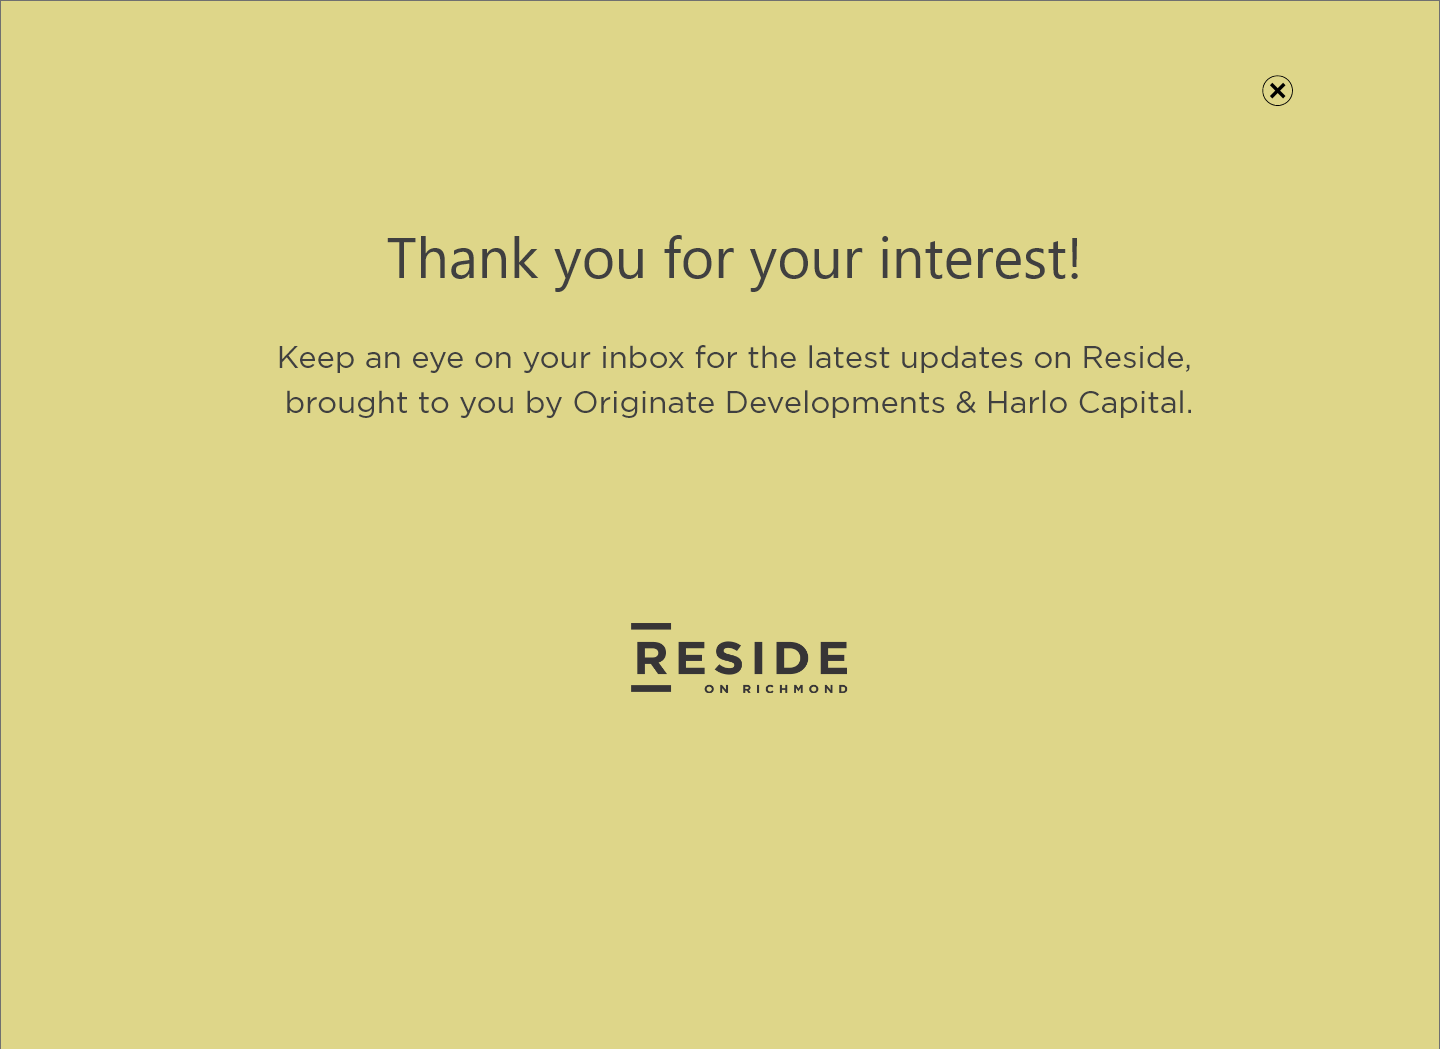 Thank you for your interest!
Keep an eye on your inbox for the latest updates on Reside,
brought to you by Originate Developments & Harlo Capital.
RESIDE
ON RICHMOND